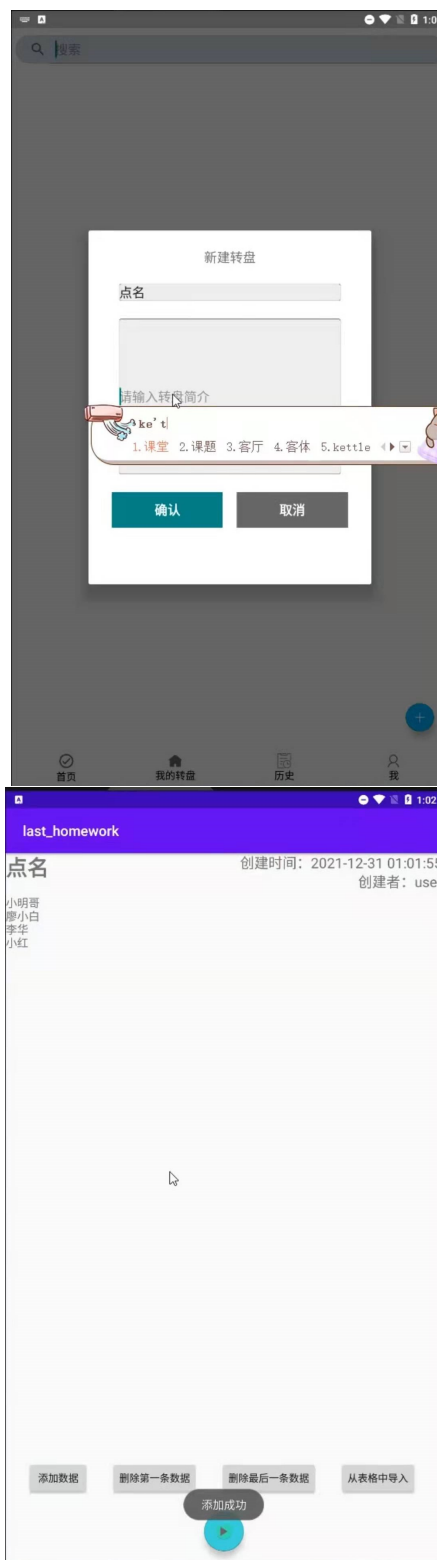 A
1:0
搜索
新建转盘
点名
请输入转盘简介
ke't
1.课堂 2.课题 3.客厅 4.客体 5.kettle
确认 取消
首页 我的转盘 历史 我
A 1:02
last_homework
点名
创建时间：2021-12-31 01:01:55
创建者：use
小明哥
廖小白
李华
小红
添加数据 删除第一条数据 删除最后一条数据 从表格中导入
添加成功